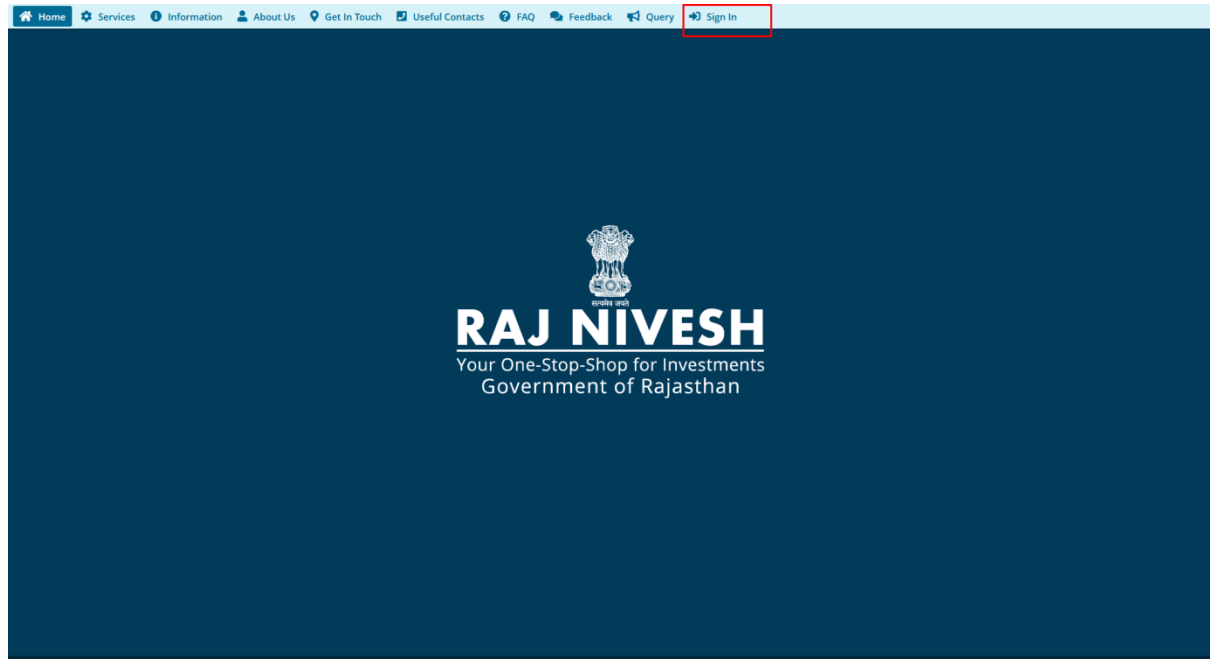 Home Services Information About Us Get In Touch Useful Contacts FAQ Feedback Query Sign In
सत्यमेव जयते
RAJ NIVESH
Your One-Stop-Shop for Investments
Government of Rajasthan